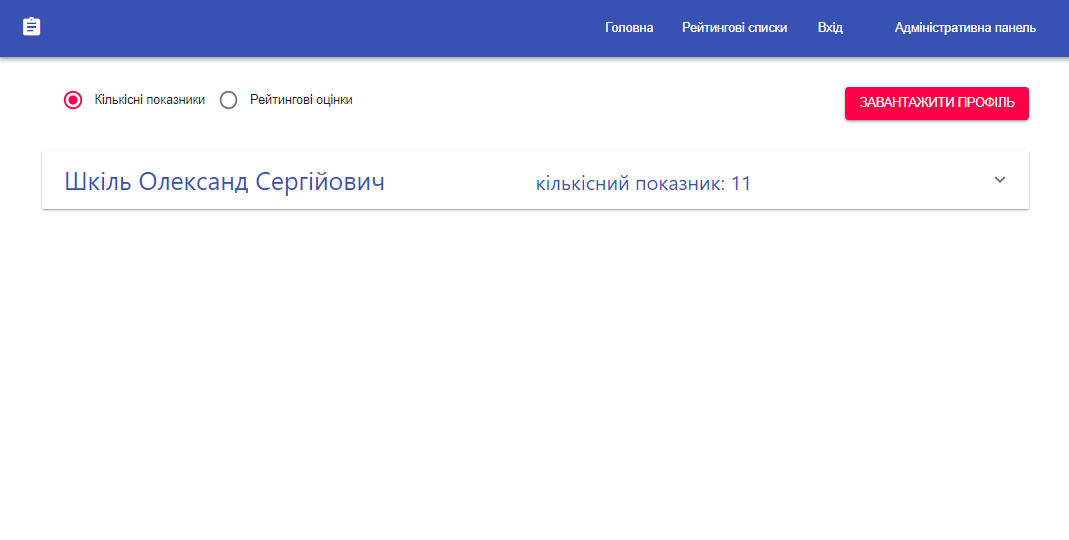 Головна Рейтингові списки Вхід Адміністративна панель
Кількісні показники Рейтингові оцінки ЗАВАНТАЖИТИ ПРОФІЛЬ
Шкіль Олександ Сергійович кількісний показник: 11